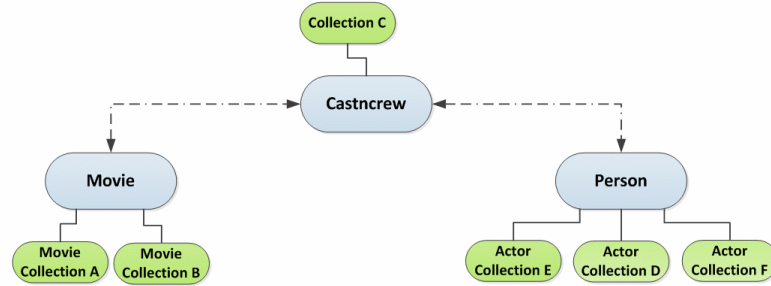 Collection C
Castncrew
Movie
Person
Movie
Collection A
Movie
Collection B
Actor
Collection E
Actor
Collection D
Actor
Collection F